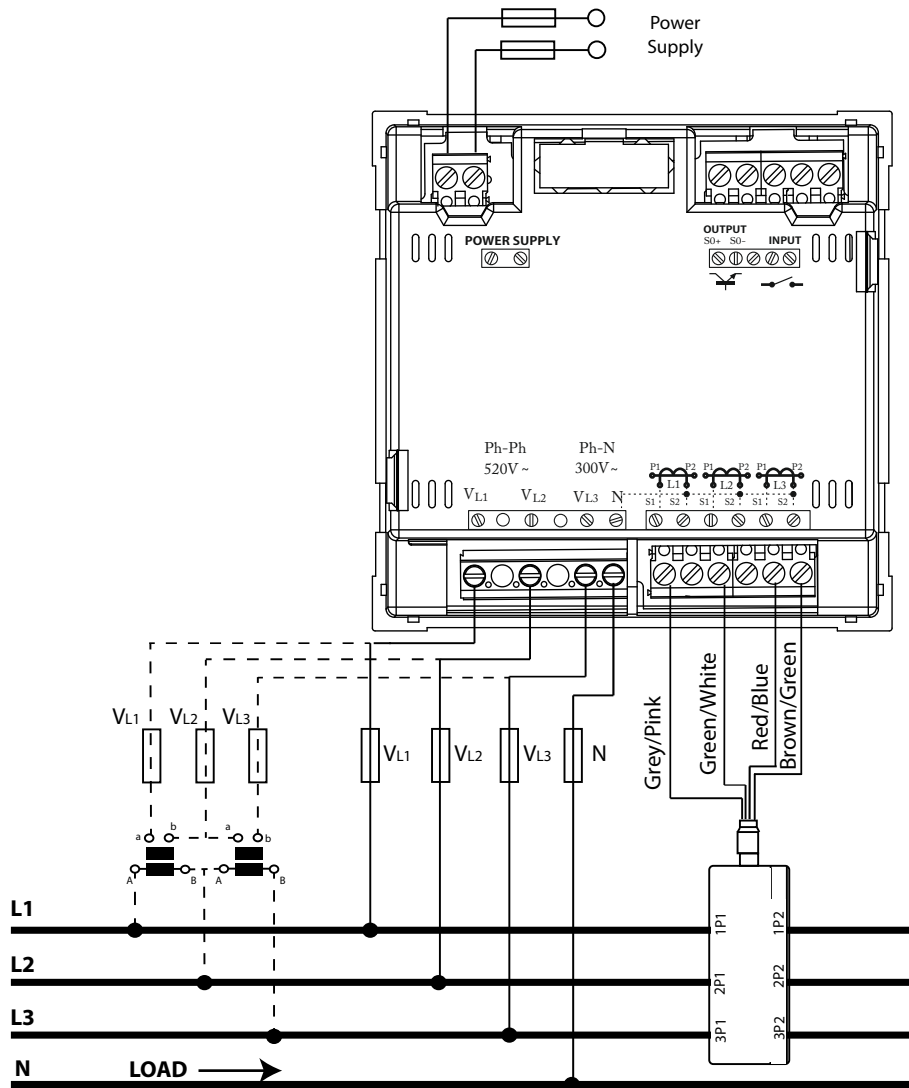 Power
Supply
POWER SUPPLY
OUTPUT
S0+ S0- INPUT
Ph-Ph Ph-N
520V ~ 300V ~
P1 P2 P1 P2 P1 P2
L1 L2 L3
VL1 VL2 VL3 N
S1 S2 S1 S2 S1 S2
Grey/Pink
Green/White
Red/Blue
Brown/Green
VL1 VL2 VL3
VL1 VL2 VL3 N
a b a b
A B A B
L1
1P1 1P2
L2
2P1 2P2
L3
3P1 3P2
N LOAD